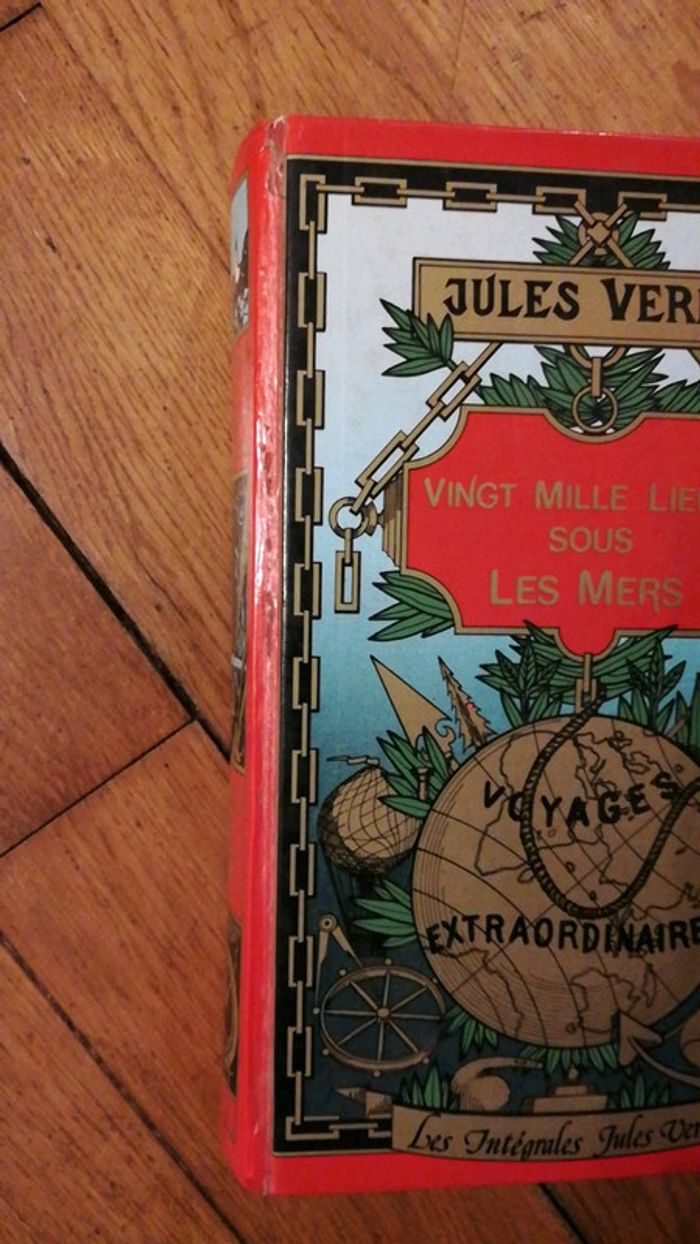 JULES VER
VINGT MILLE LIE
SOUS
LES MERS
VOYAGES
EXTRAORDINAIRE
Les Intégrales Jules Ver